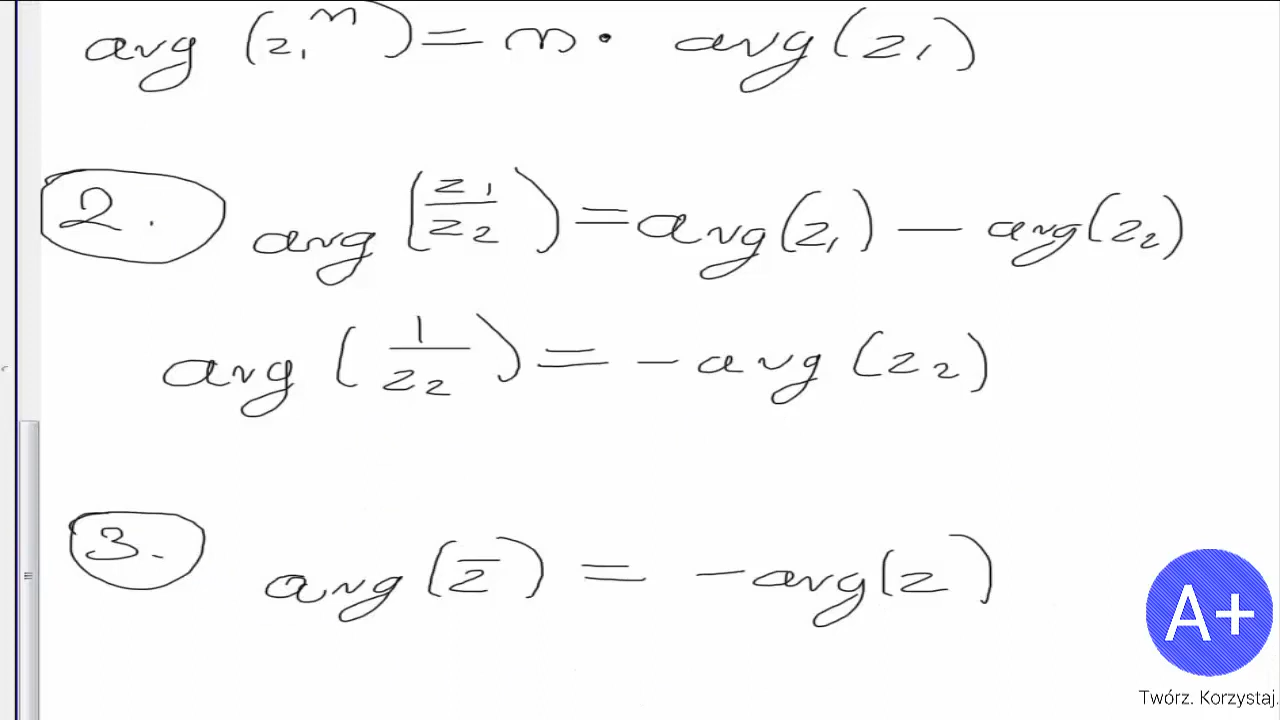 arg (z₁ⁿ) = n · arg(z₁)
2. arg (z₁/z₂) = arg(z₁) – arg(z₂)
arg (1/z₂) = – arg (z₂)
3. arg (z̅) = – arg(z)
A+
Twórz. Korzystaj.